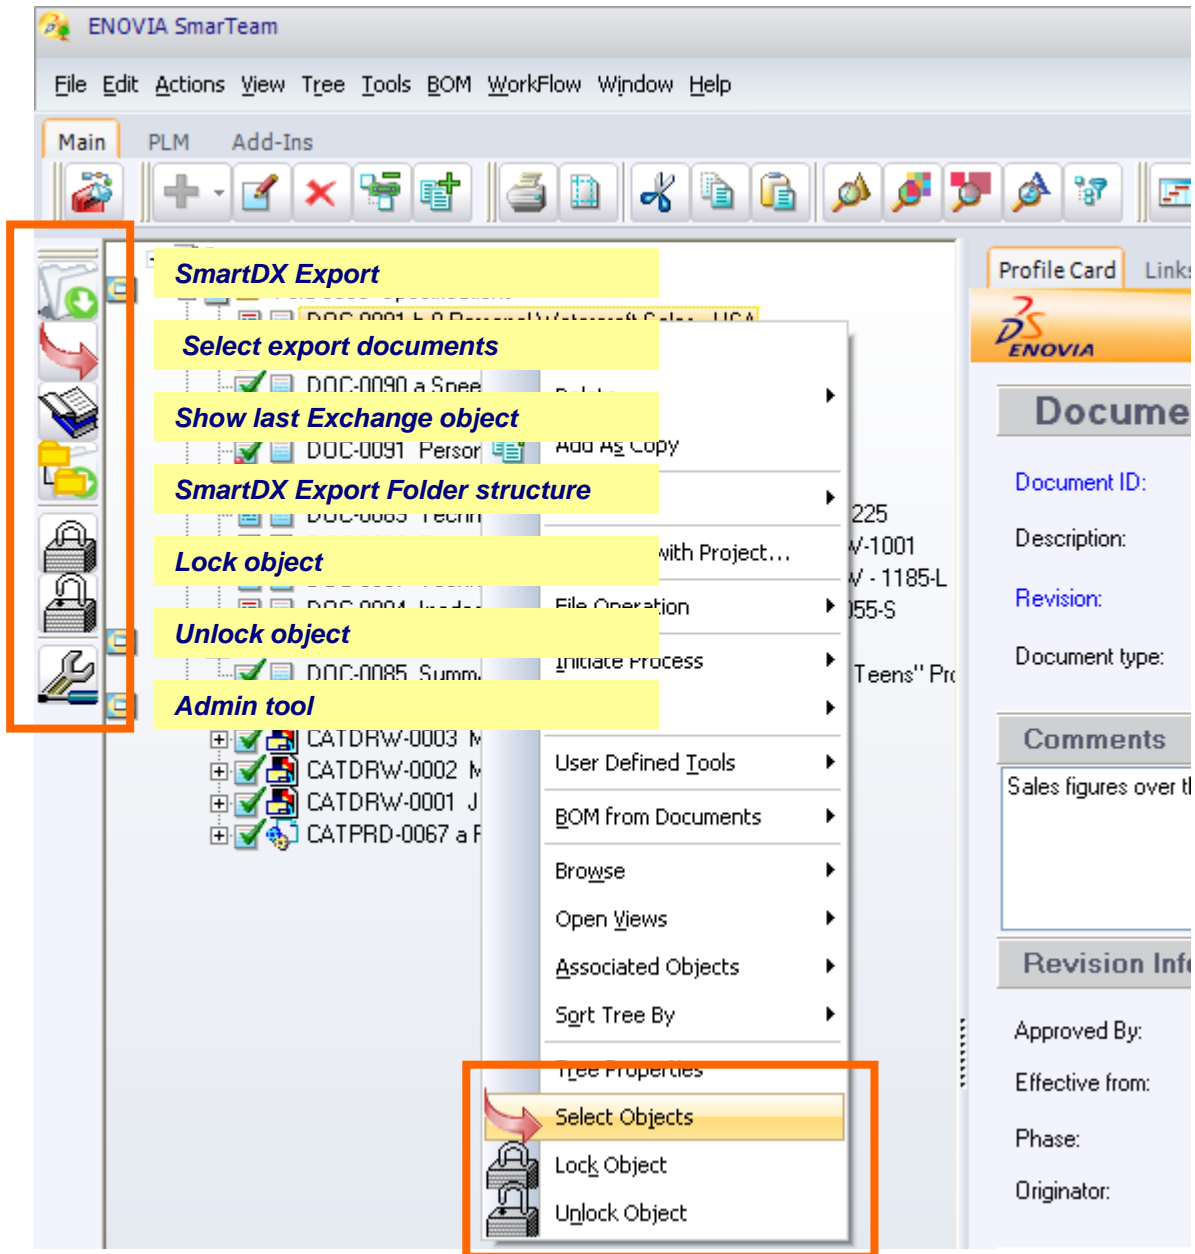 ENOVIA SmarTeam
File Edit Actions View Tree Tools BOM WorkFlow Window Help
Main PLM Add-Ins
SmartDX Export
Profile Card Links
DS
ENOVIA
Select export documents
DOC-0090 a Spee
Docume
Show last Exchange object
DOC-0091 Persor
Add As Copy
Document ID:
SmartDX Export Folder structure
225
Description:
Lock object
with Project...
W-1001
1185-L
Revision:
File Operation
055-S
Unlock object
Initiate Process
Document type:
DOC-0085 Summ
Teens" Pro
Admin tool
CATDRW-0003 M
Comments
CATDRW-0002 M
User Defined Tools
Sales figures over th
CATDRW-0001 J
BOM from Documents
CATPRD-0067 a F
Browse
Open Views
Associated Objects
Revision Info
Sort Tree By
Approved By:
Tree Properties
Effective from:
Select Objects
Phase:
Lock Object
Originator:
Unlock Object